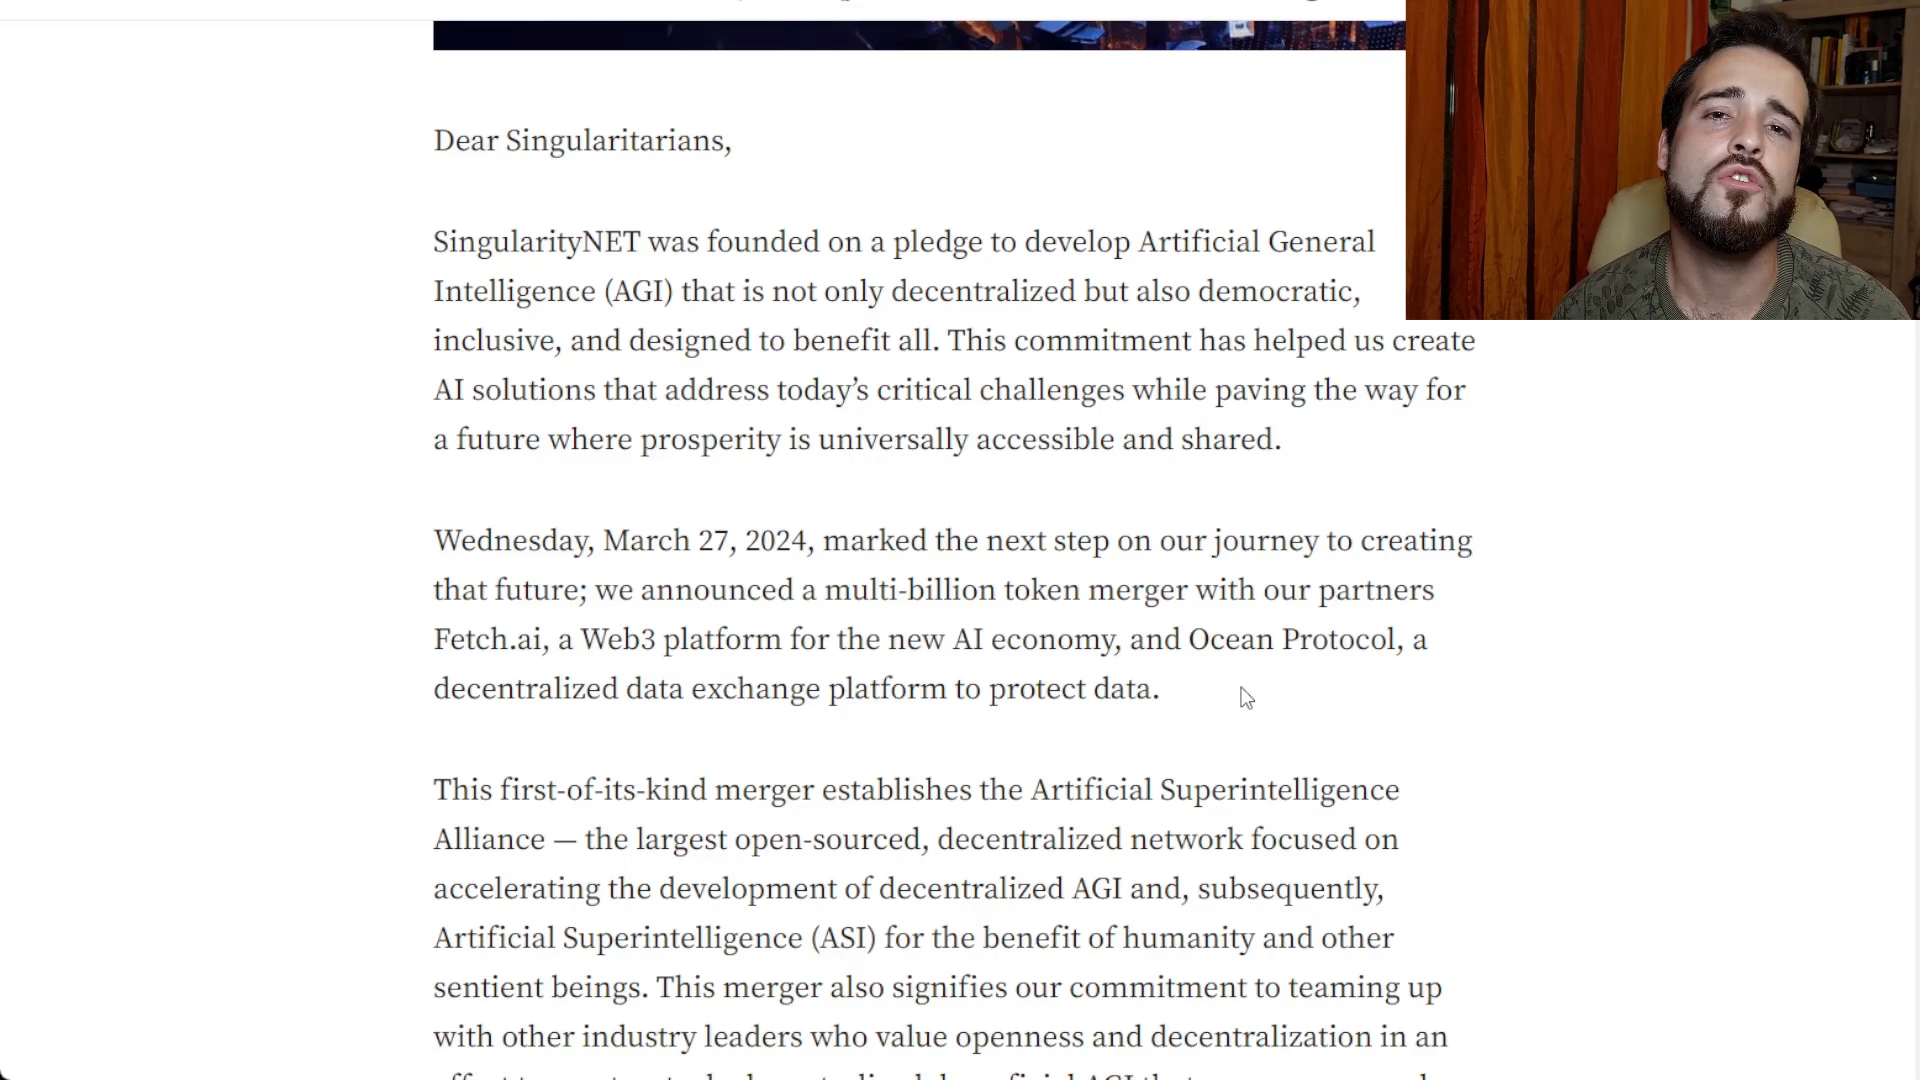 Dear Singularitarians,
SingularityNET was founded on a pledge to develop Artificial General
Intelligence (AGI) that is not only decentralized but also democratic,
inclusive, and designed to benefit all. This commitment has helped us create
AI solutions that address today’s critical challenges while paving the way for
a future where prosperity is universally accessible and shared.
Wednesday, March 27, 2024, marked the next step on our journey to creating
that future; we announced a multi-billion token merger with our partners
Fetch.ai, a Web3 platform for the new AI economy, and Ocean Protocol, a
decentralized data exchange platform to protect data.
This first-of-its-kind merger establishes the Artificial Superintelligence
Alliance — the largest open-sourced, decentralized network focused on
accelerating the development of decentralized AGI and, subsequently,
Artificial Superintelligence (ASI) for the benefit of humanity and other
sentient beings. This merger also signifies our commitment to teaming up
with other industry leaders who value openness and decentralization in an